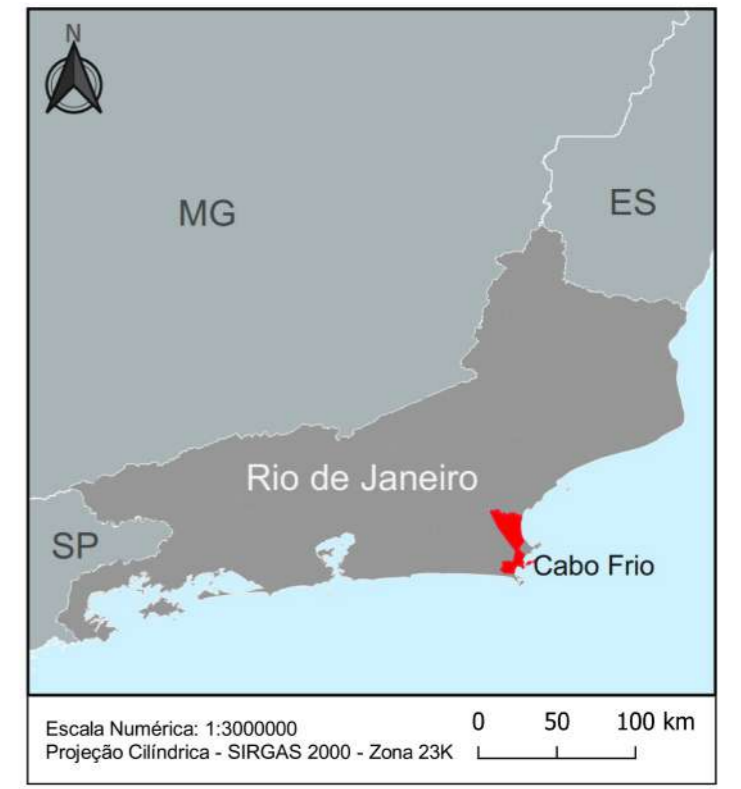 N
MG
ES
Rio de Janeiro
SP
Cabo Frio
Escala Numérica: 1:3000000
Projeção Cilíndrica - SIRGAS 2000 - Zona 23K
0 50 100 km